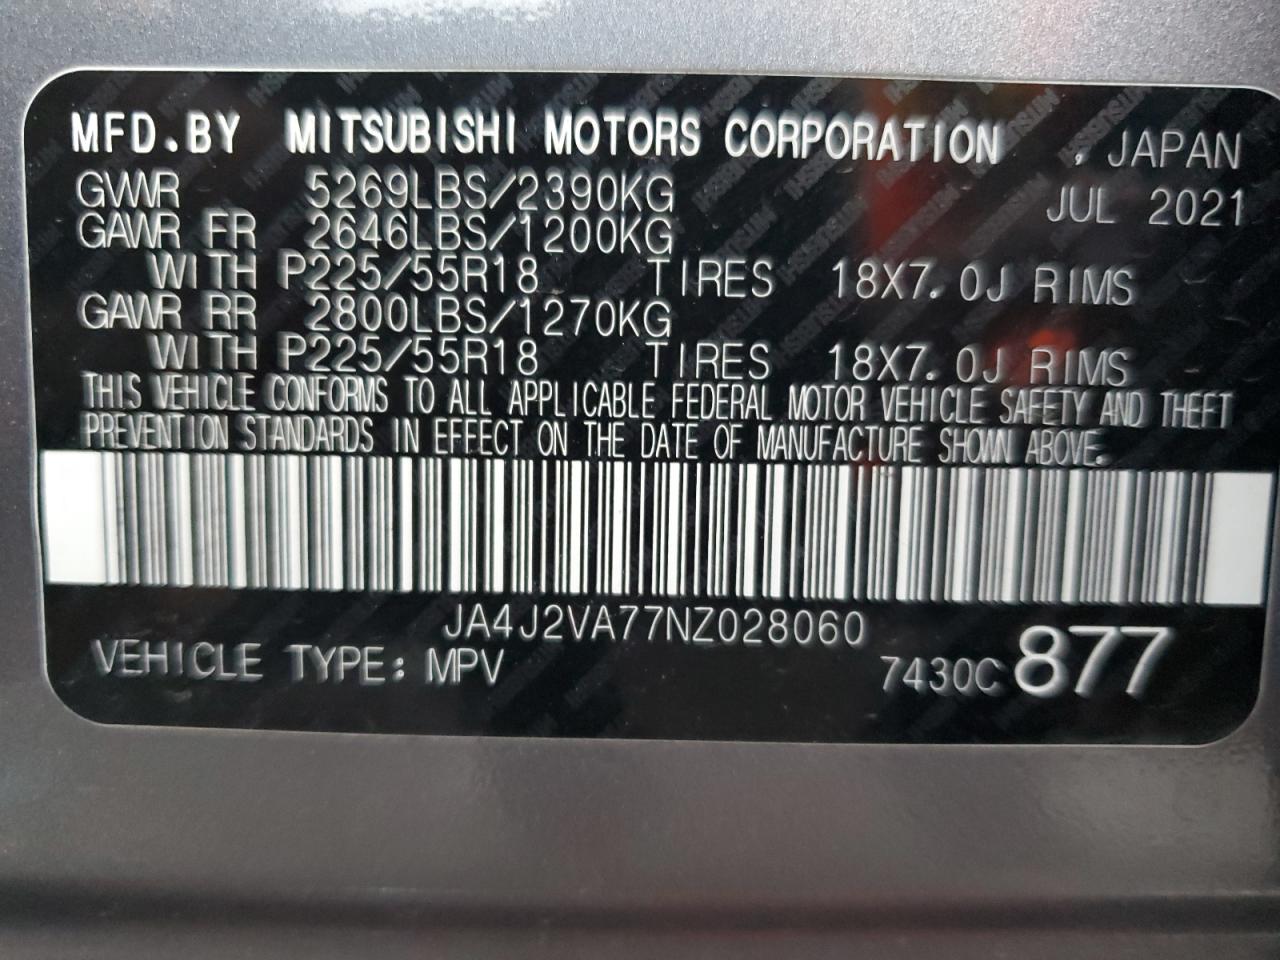 MFD.BY MITSUBISHI MOTORS CORPORATION , JAPAN
GVWR 5269LBS/2390KG JUL 2021
GAWR FR 2646LBS/1200KG
WITH P225/55R18 TIRES 18X7.0J RIMS
GAWR RR 2800LBS/1270KG
WITH P225/55R18 TIRES 18X7.0J RIMS
THIS VEHICLE CONFORMS TO ALL APPLICABLE FEDERAL MOTOR VEHICLE SAFETY AND THEFT
PREVENTION STANDARDS IN EFFECT ON THE DATE OF MANUFACTURE SHOWN ABOVE.
JA4J2VA77NZ028060
VEHICLE TYPE: MPV 7430C 877